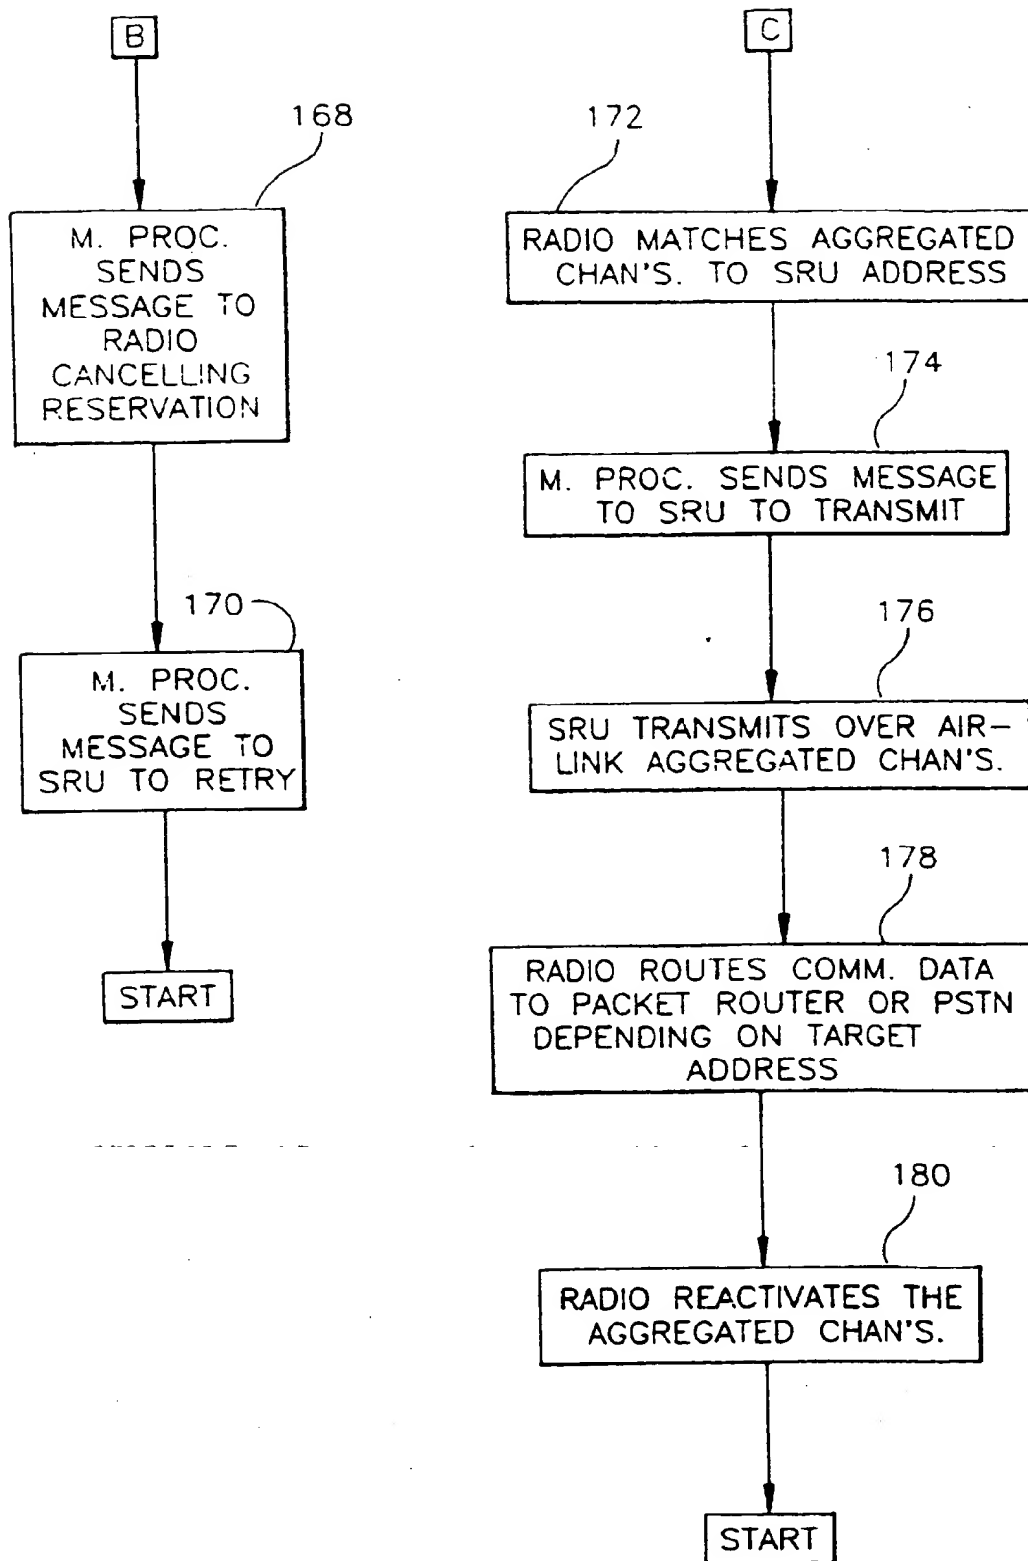 B
168
M. PROC.
SENDS
MESSAGE TO
RADIO
CANCELLING
RESERVATION
170
M. PROC.
SENDS
MESSAGE TO
SRU TO RETRY
START
C
172
RADIO MATCHES AGGREGATED
CHAN'S. TO SRU ADDRESS
174
M. PROC. SENDS MESSAGE
TO SRU TO TRANSMIT
176
SRU TRANSMITS OVER AIR-
LINK AGGREGATED CHAN'S.
178
RADIO ROUTES COMM. DATA
TO PACKET ROUTER OR PSTN
DEPENDING ON TARGET
ADDRESS
180
RADIO REACTIVATES THE
AGGREGATED CHAN'S.
START